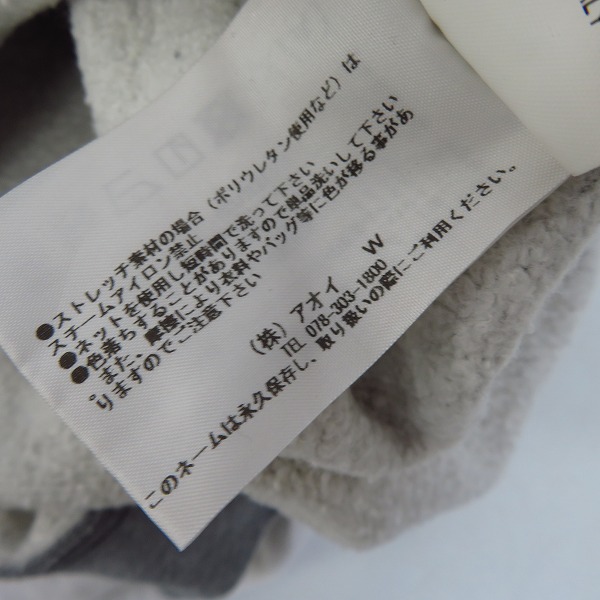 ●ストレッチ素材の場合（ポリウレタン使用など）は
スチームアイロン禁止
●ネットを使用し短時間で洗って下さい
●色落ちすることがありますので単品洗いして下さい
。また、摩擦により衣料やバッグ等に色が移る事があ
りますのでご注意下さい
（株）アオイ W
TEL 078-303-1800
このネームは永久保存し、取り扱いの際にご利用ください。